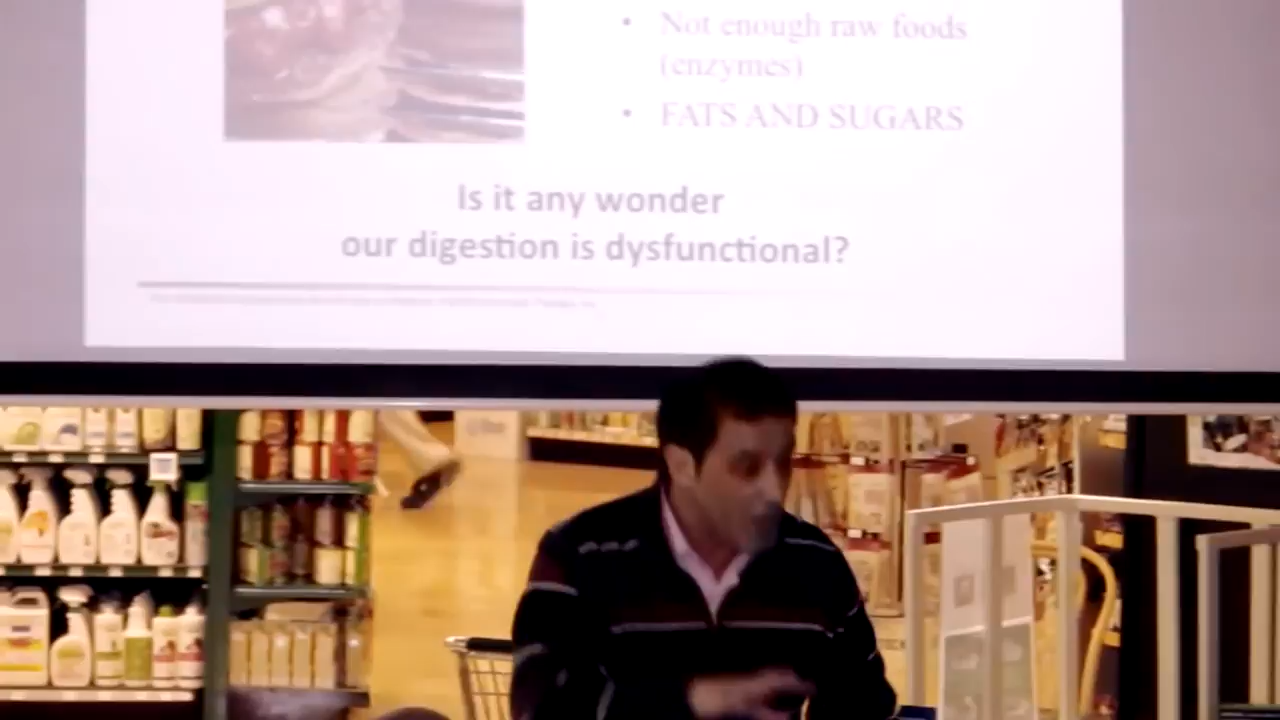 • Not enough raw foods
(enzymes)
• FATS AND SUGARS
Is it any wonder
our digestion is dysfunctional?